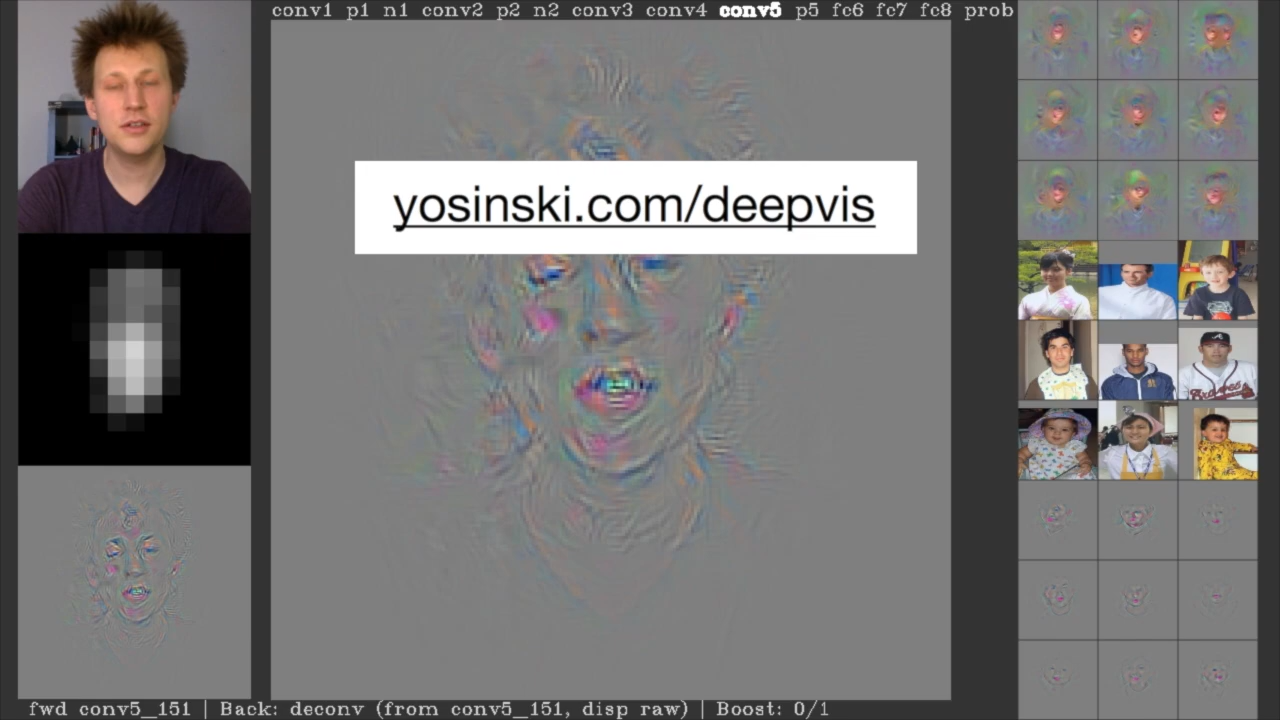 conv1 p1 n1 conv2 p2 n2 conv3 conv4 conv5 p5 fc6 fc7 fc8 prob
yosinski.com/deepvis
Braves
fwd conv5_151 | Back: deconv (from conv5_151, disp raw) | Boost: 0/1